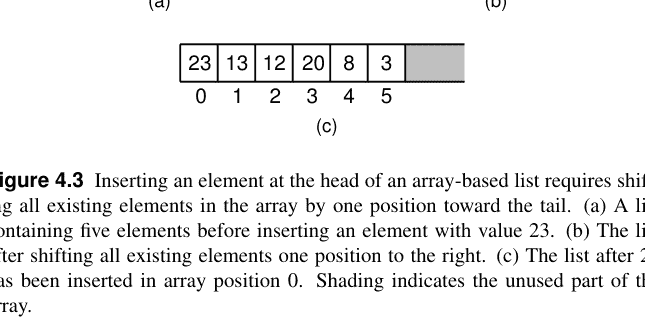 (a) (b)
23 13 12 20 8 3
0 1 2 3 4 5
(c)
igure 4.3 Inserting an element at the head of an array-based list requires shif
ng all existing elements in the array by one position toward the tail. (a) A li
ontaining five elements before inserting an element with value 23. (b) The li
fter shifting all existing elements one position to the right. (c) The list after 2
as been inserted in array position 0. Shading indicates the unused part of th
rray.